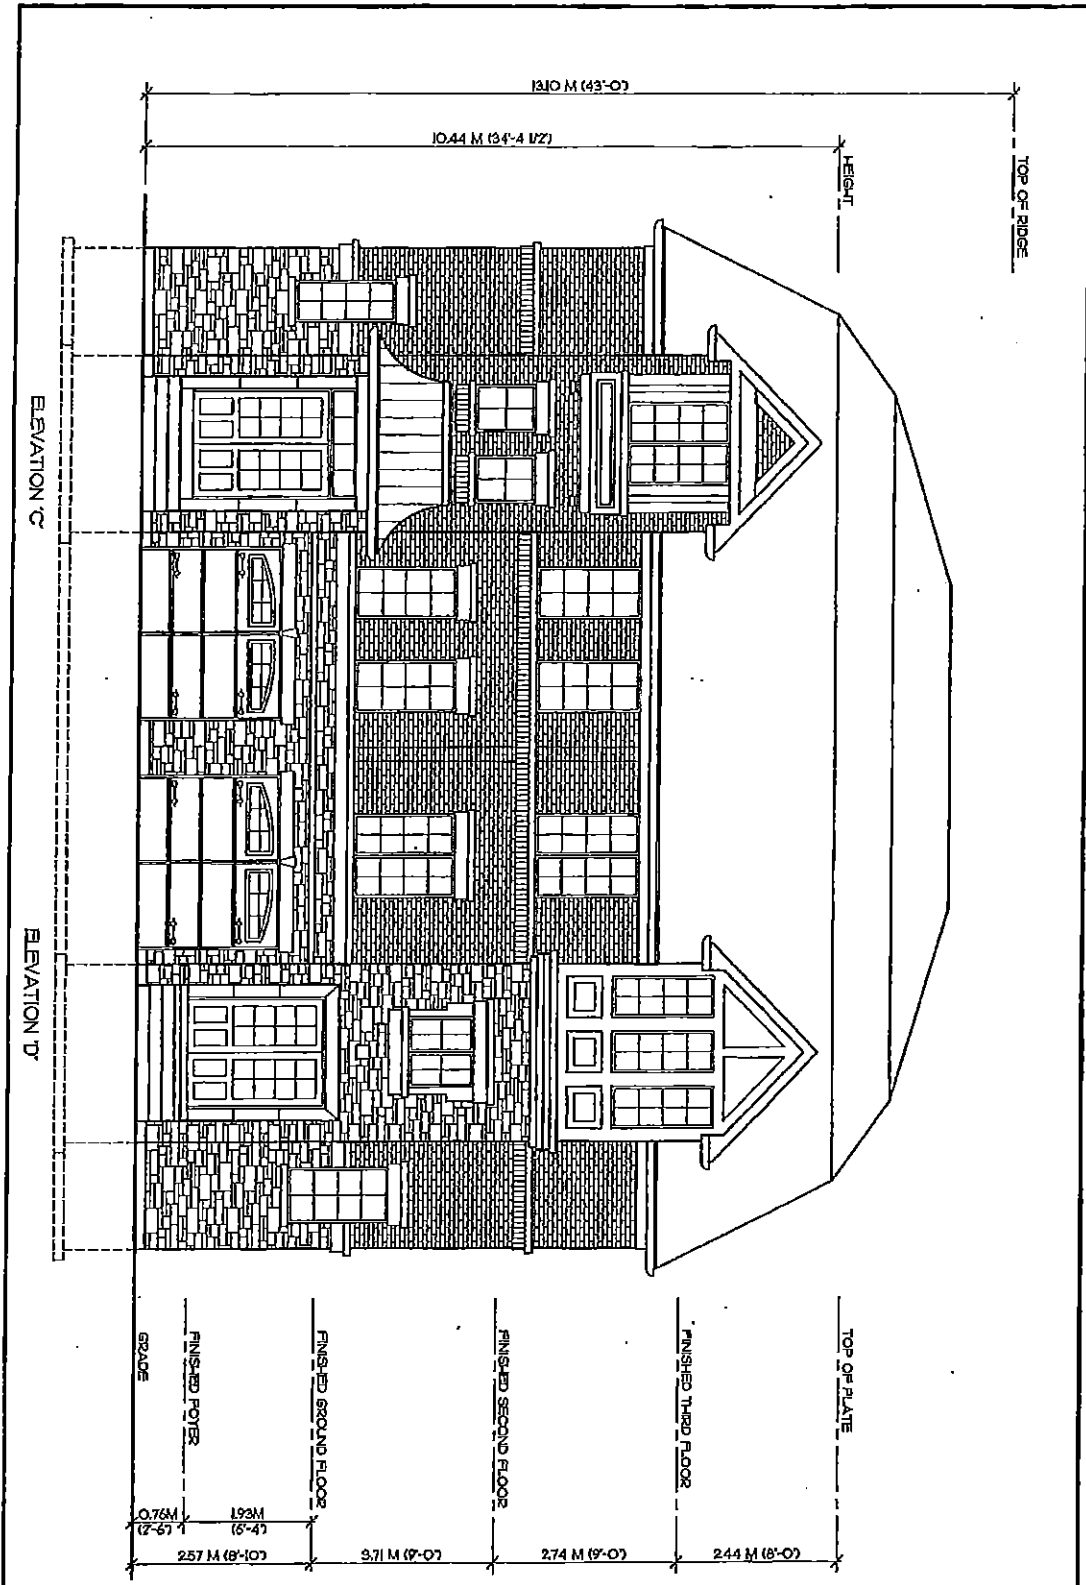 13.10 M (43'-0")
10.44 M (34'-4 1/2")
TOP OF RIDGE
HEIGHT
TOP OF PLATE
FINISHED THIRD FLOOR
FINISHED SECOND FLOOR
FINISHED GROUND FLOOR
FINISHED FOYER
GRADE
2.44 M (8'-0")
2.74 M (9'-0")
3.71 M (9'-0")
2.57 M (8'-10")
1.93M
(6'-4")
0.76M
(2'-6")
ELEVATION 'C'
ELEVATION 'D'